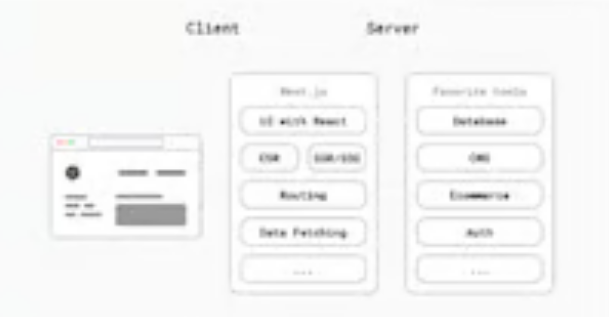 Client Server
Next.js
UI with React
CSR SSR/SSG
Routing
Data Fetching
...
Favorite tools
Database
CMS
Ecommerce
Auth
...